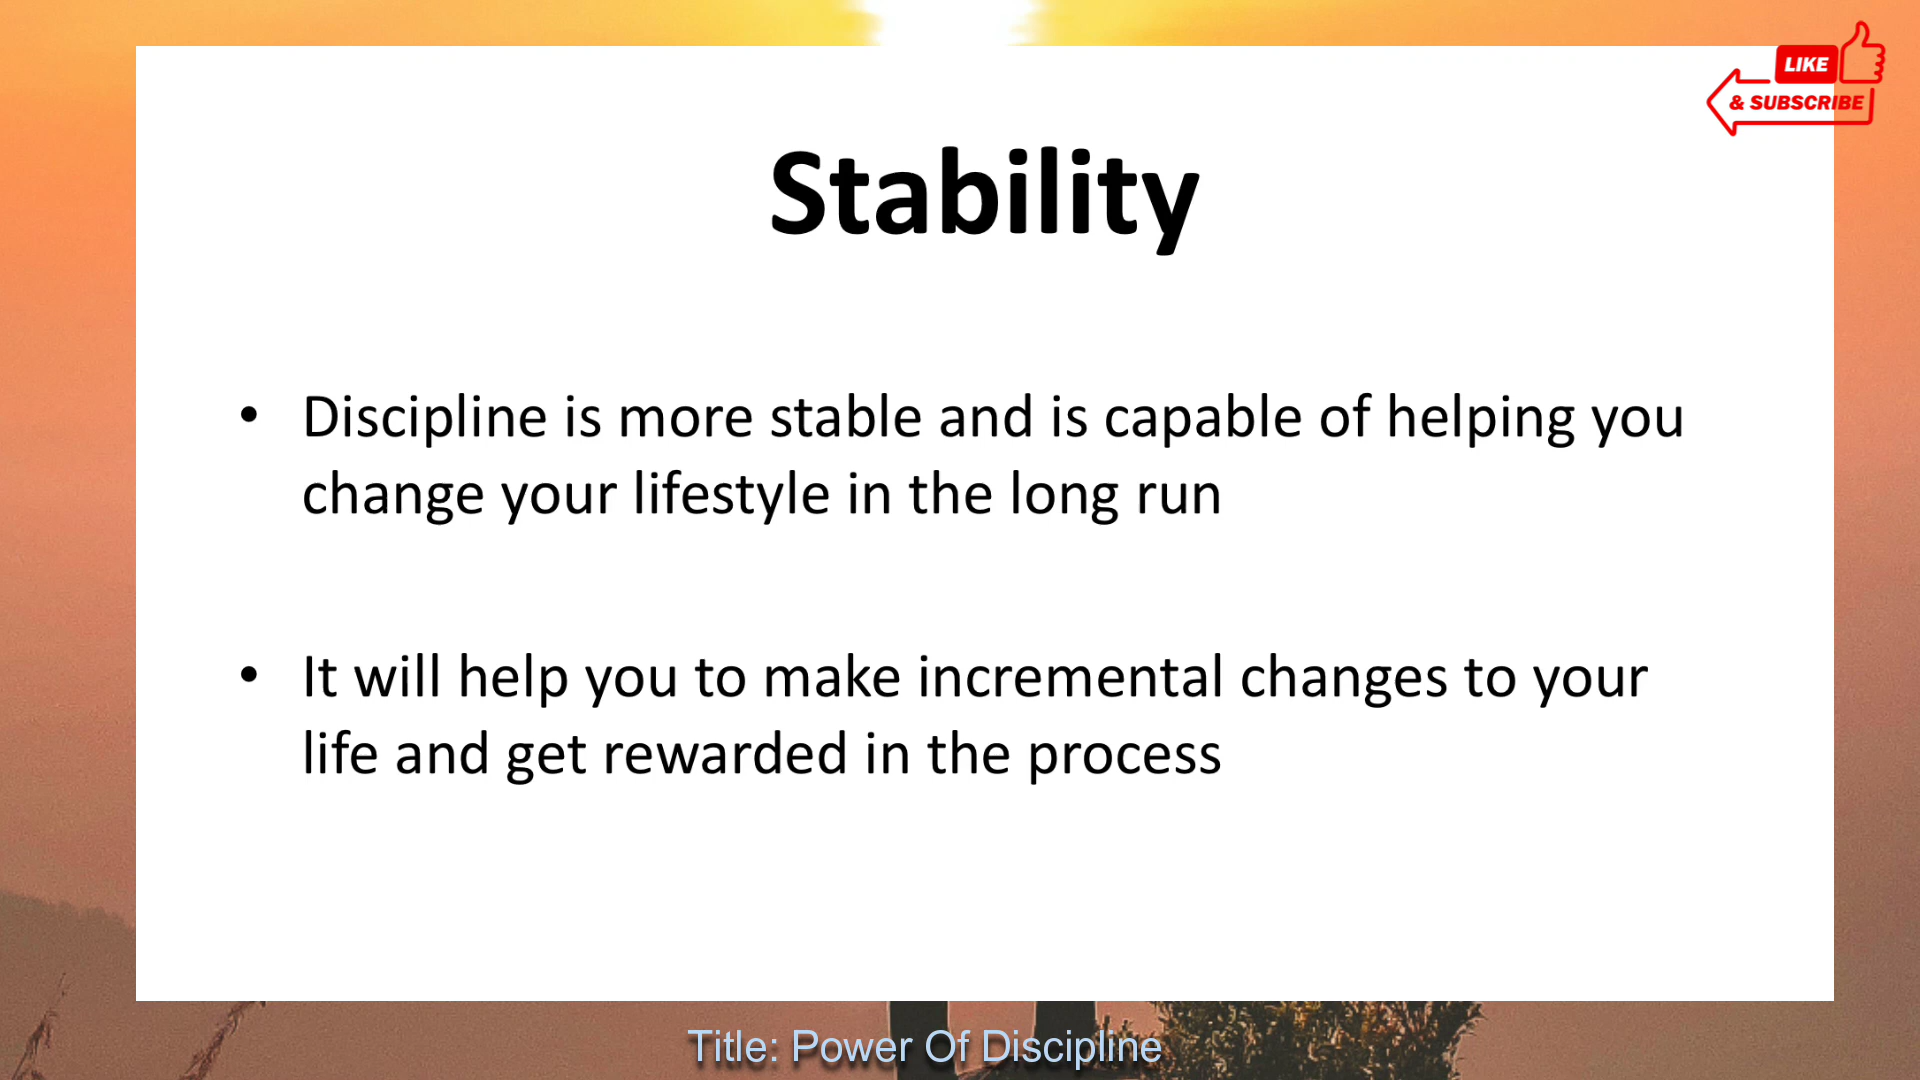 LIKE
& SUBSCRIBE
Stability
• Discipline is more stable and is capable of helping you
change your lifestyle in the long run
• It will help you to make incremental changes to your
life and get rewarded in the process
Title: Power Of Discipline